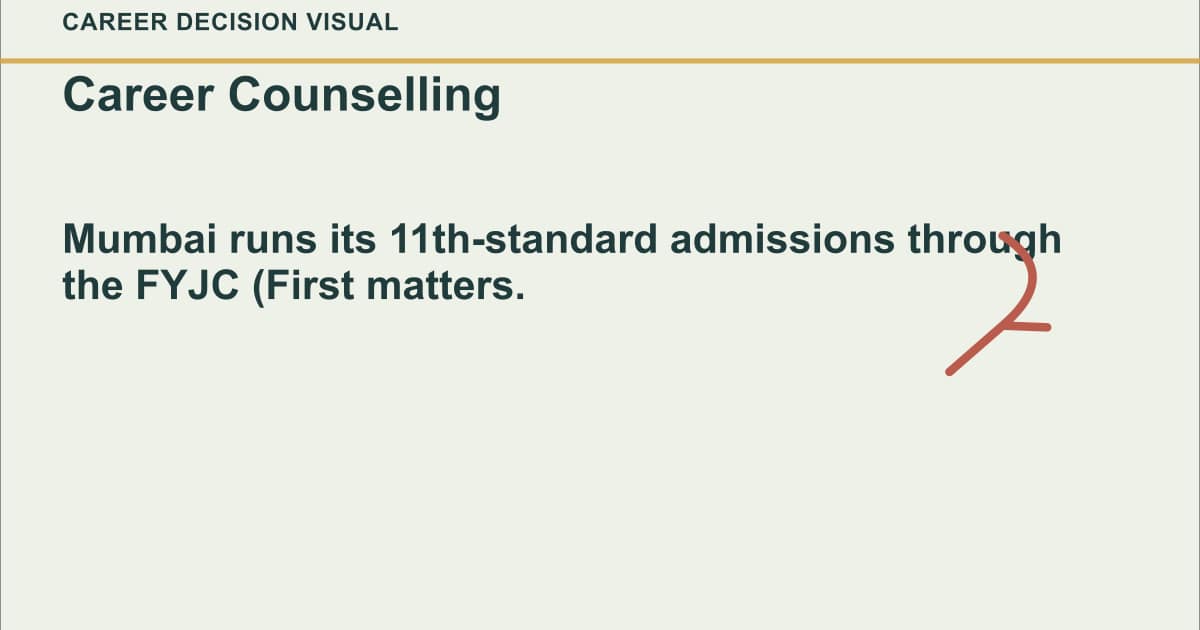 CAREER DECISION VISUAL
Career Counselling
Mumbai runs its 11th-standard admissions through
the FYJC (First matters.